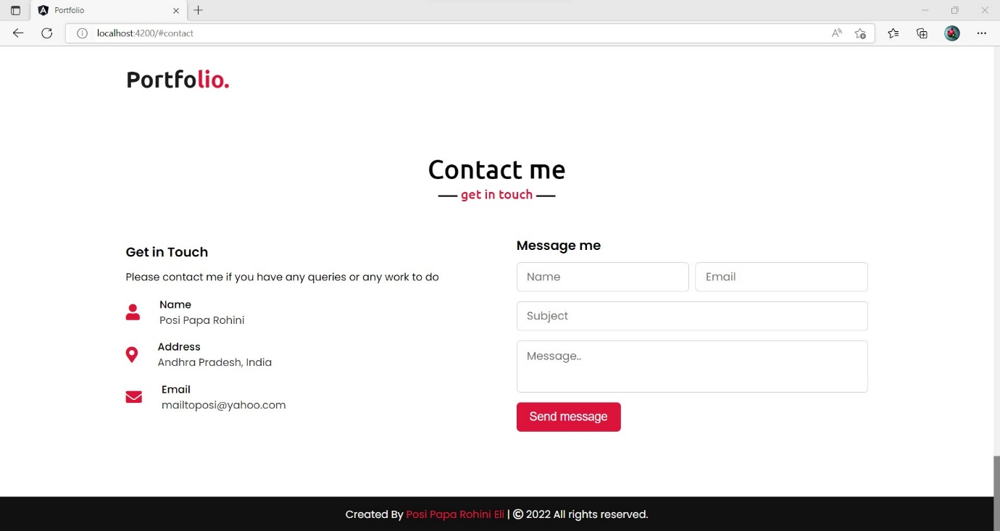 Portfolio
localhost:4200/#contact
Portfolio.
Contact me
get in touch
Get in Touch
Please contact me if you have any queries or any work to do
Name
Posi Papa Rohini
Address
Andhra Pradesh, India
Email
mailtoposi@yahoo.com
Message me
Name Email
Subject
Message..
Send message
Created By Posi Papa Rohini Eli | © 2022 All rights reserved.